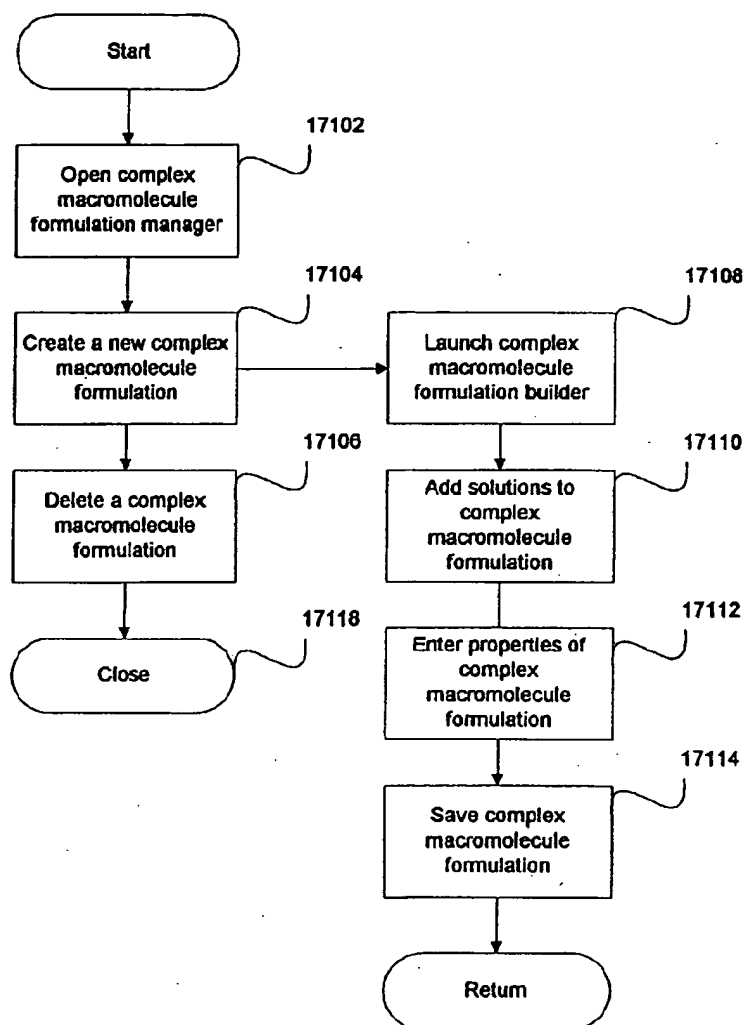 Start
17102
Open complex
macromolecule
formulation manager
17104
Create a new complex
macromolecule
formulation
17106
Delete a complex
macromolecule
formulation
17118
Close
17108
Launch complex
macromolecule
formulation builder
17110
Add solutions to
complex
macromolecule
formulation
17112
Enter properties of
complex
macromolecule
formulation
17114
Save complex
macromolecule
formulation
Return